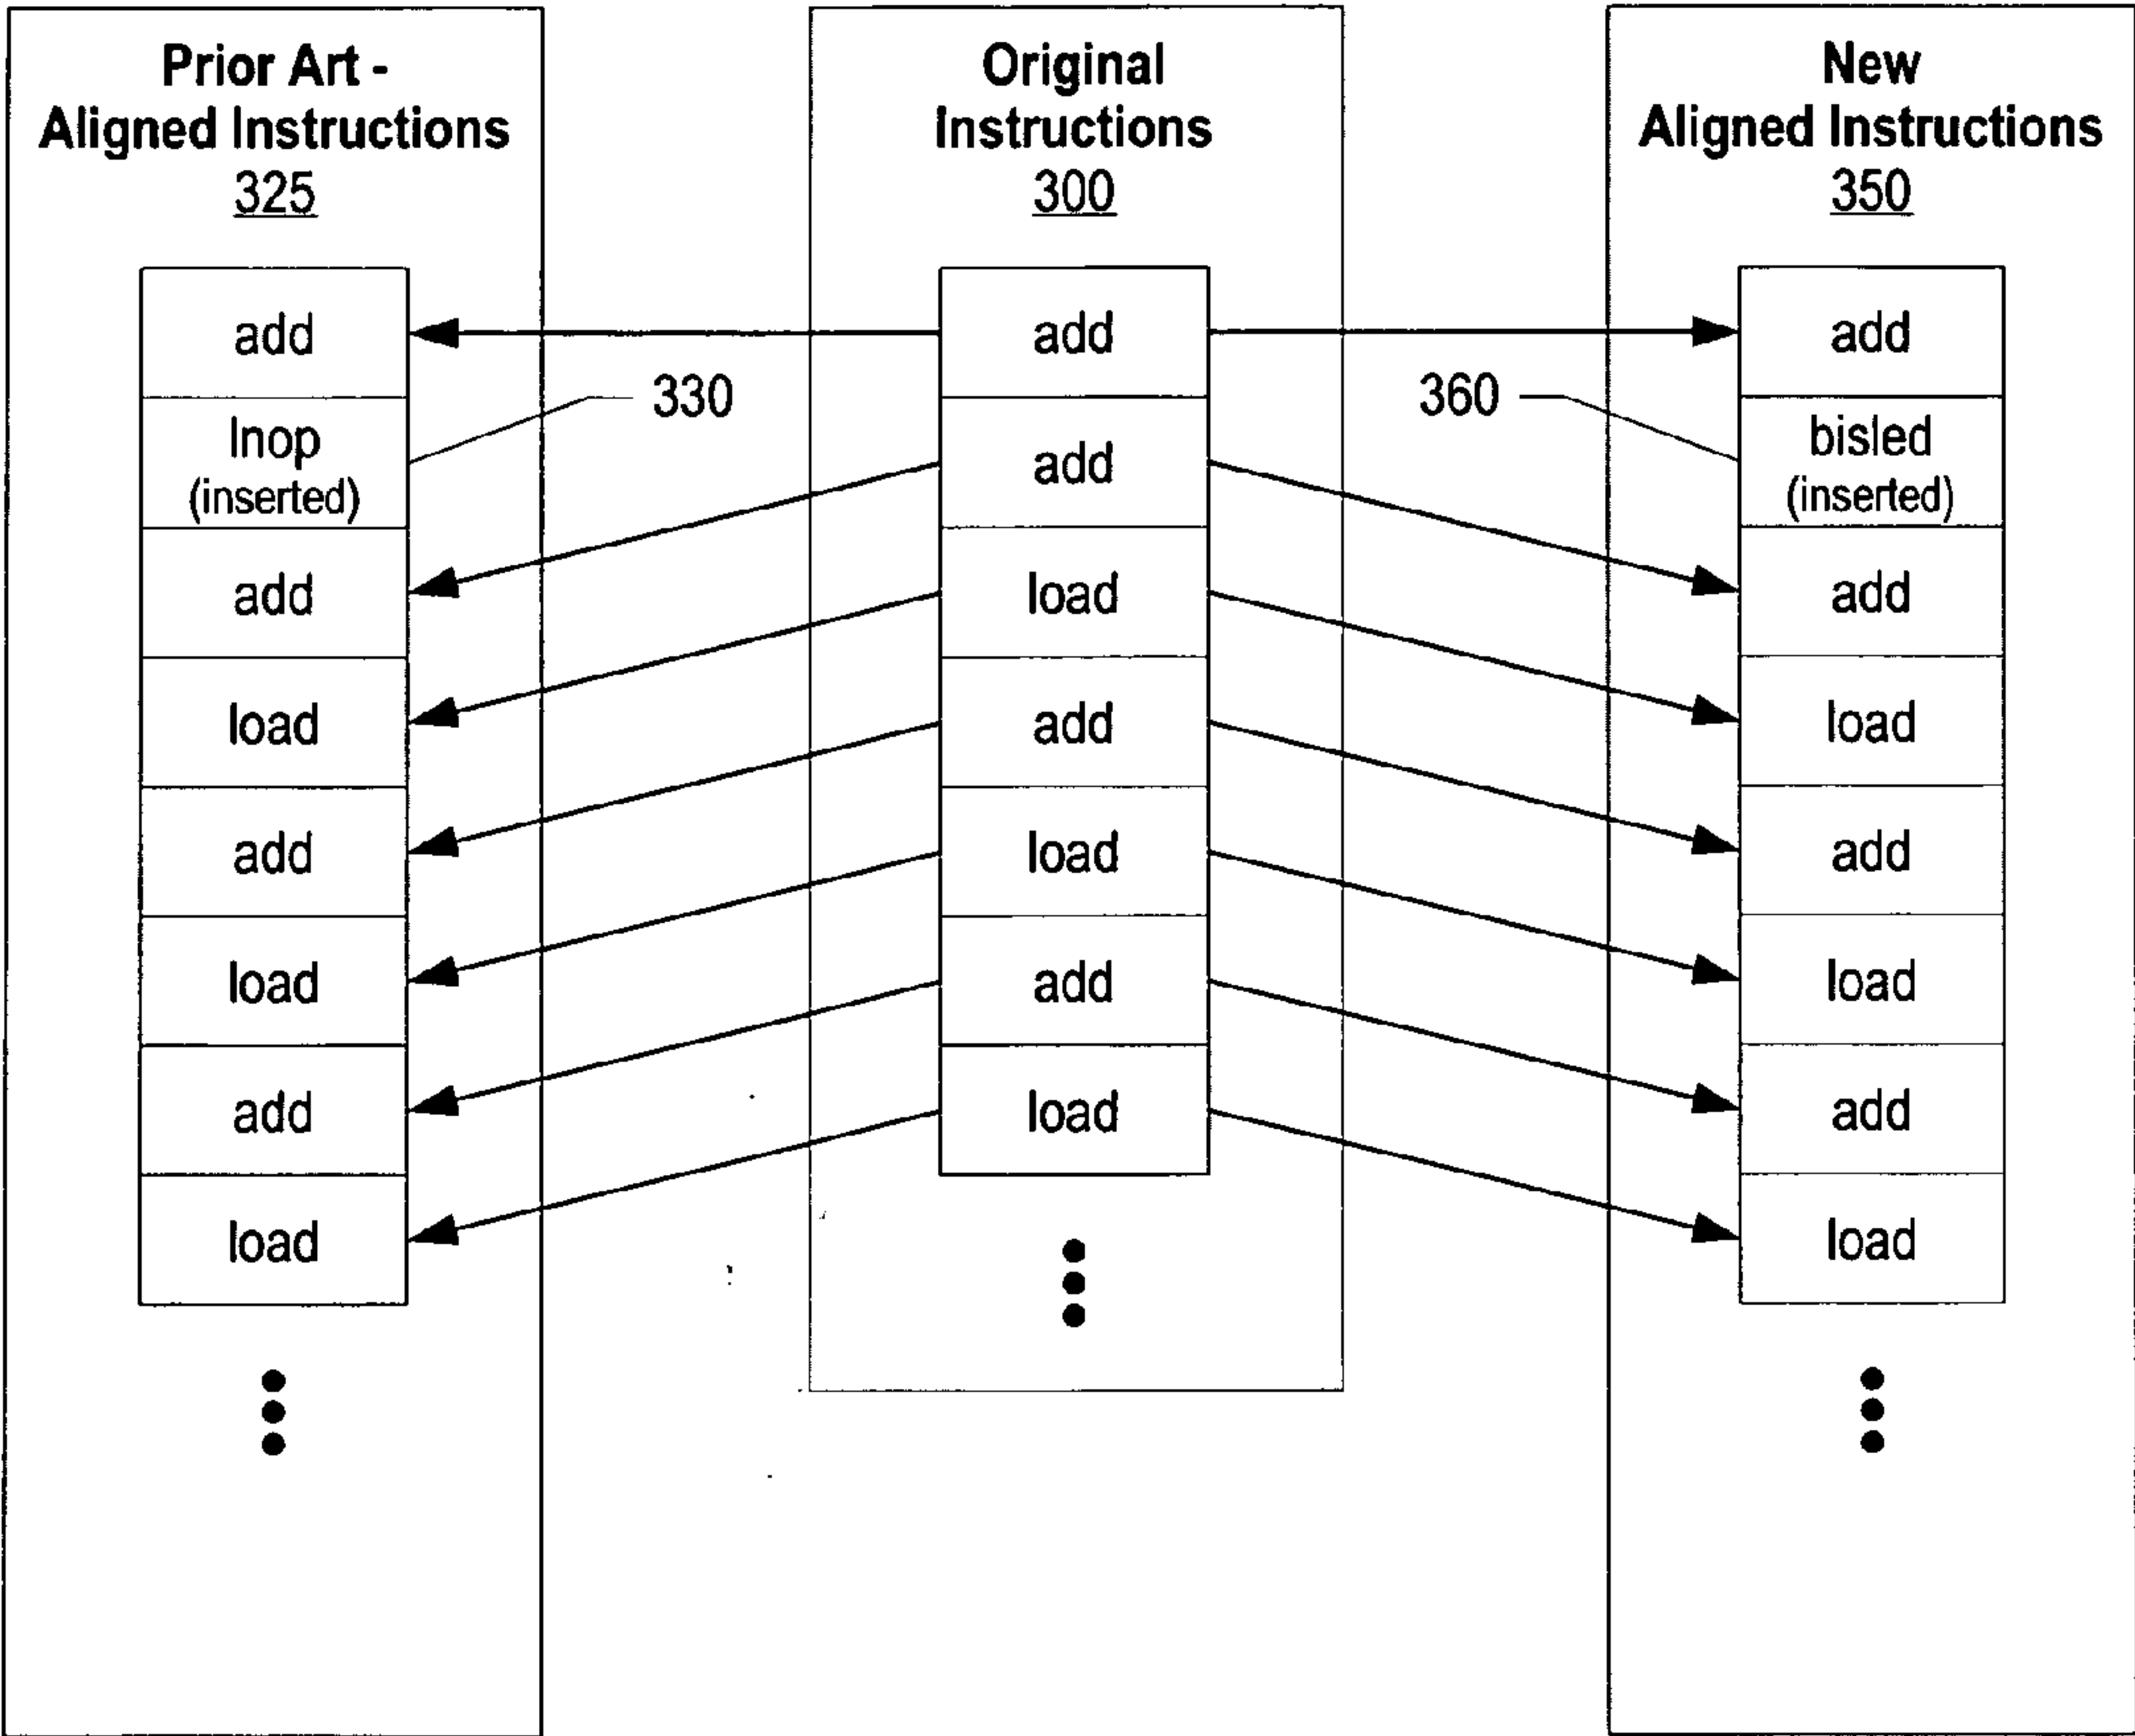 Prior Art -
Aligned Instructions
325
add
lnop
(inserted)
add
load
add
load
add
load
330
Original
Instructions
300
add
add
load
add
load
add
load
360
New
Aligned Instructions
350
add
bisled
(inserted)
add
load
add
load
add
load